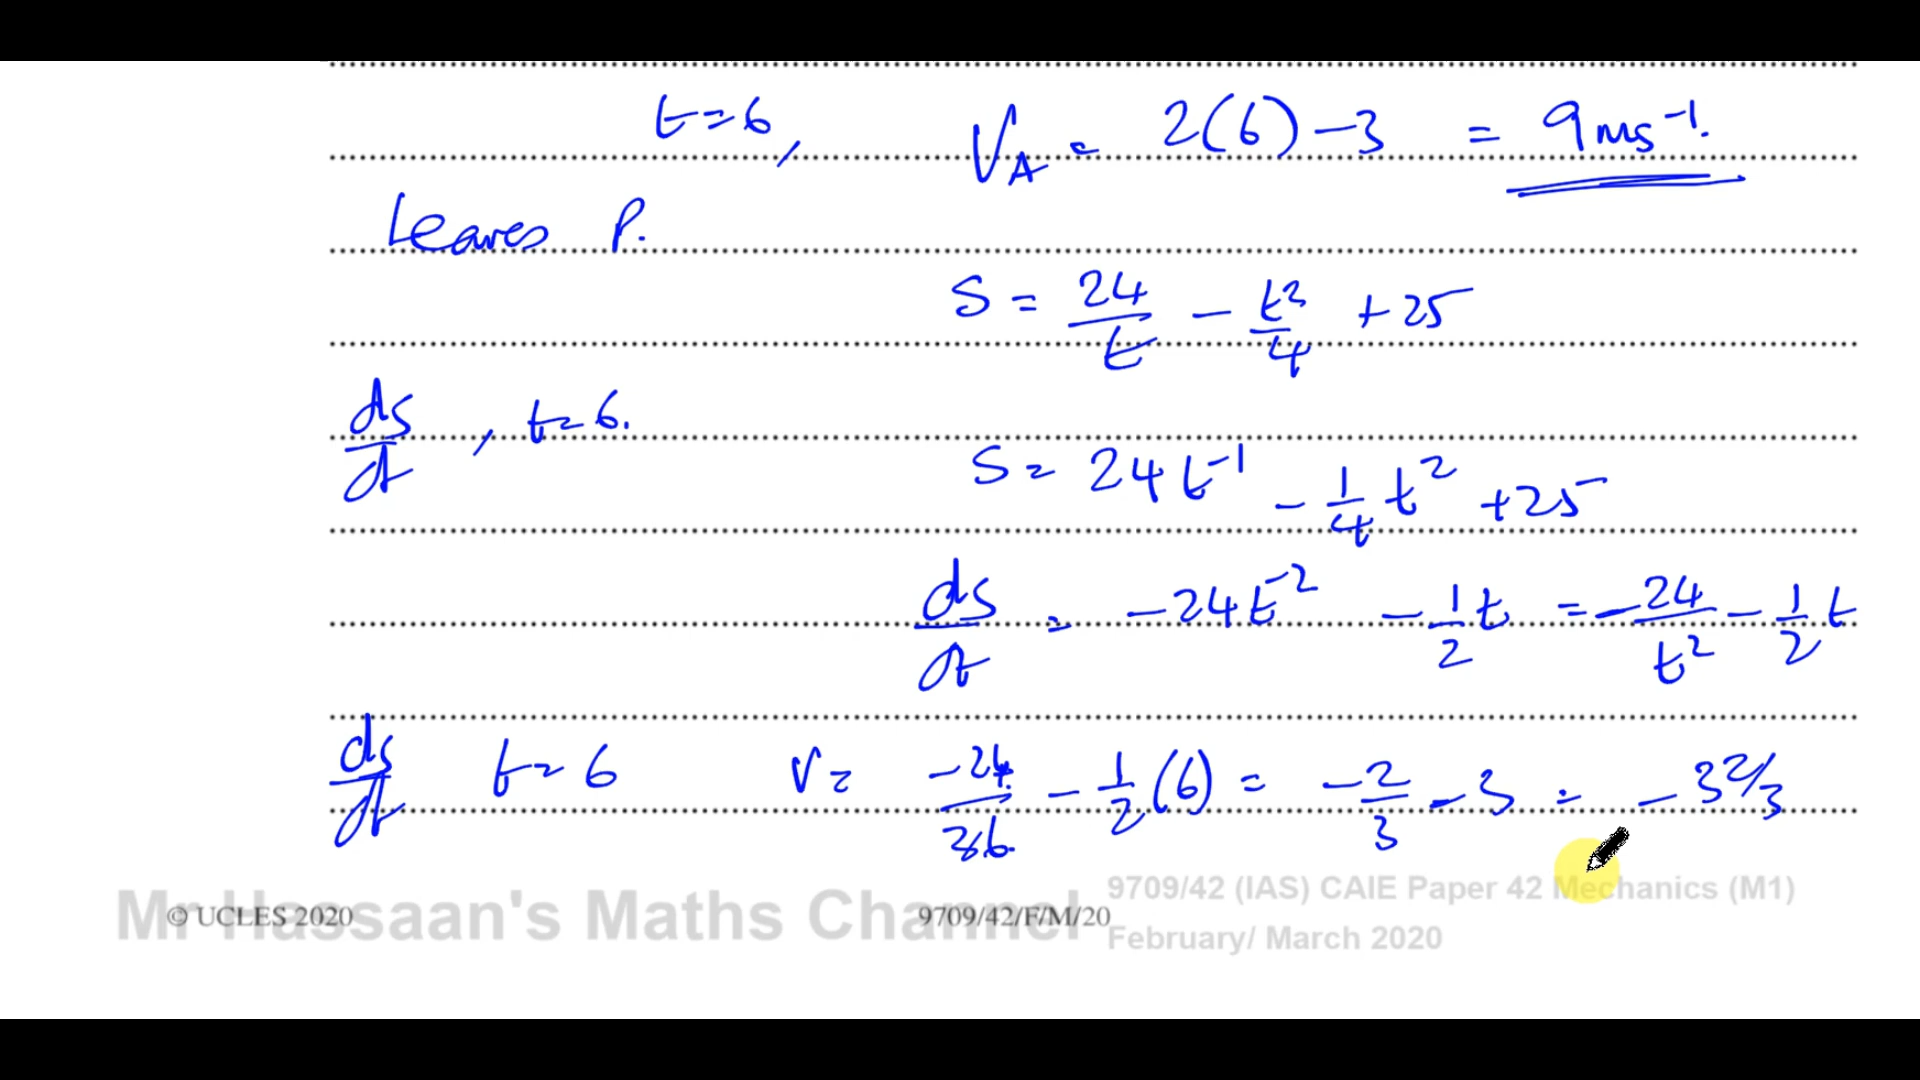 t=6, V_A = 2(6) - 3 = 9ms⁻¹.
Leaves P.
S = 24/t - t²/4 + 25
ds/dt, t=6.
S = 24t⁻¹ - 1/4 t² + 25
ds/dt = -24t⁻² - 1/2 t = -24/t² - 1/2 t
ds/dt t=6 V= -24/36 - 1/2 (6) = -2/3 - 3 = -3 2/3
Mr Hassaan's Maths Channel
© UCLES 2020
9709/42/F/M/20
9709/42 (IAS) CAIE Paper 42 Mechanics (M1)
February/ March 2020